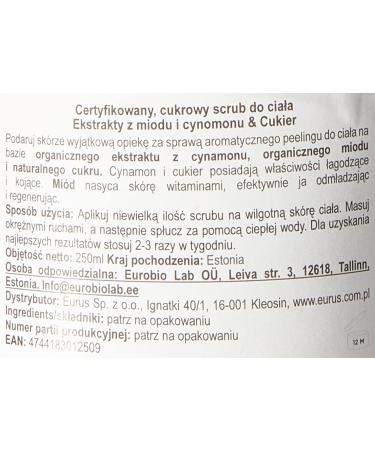 Certyfikowany, cukrowy scrub do ciała
Ekstrakty z miodu i cynomonu & Cukier
Podaruj skórze wyjątkową opiekę za sprawą aromatycznego peelingu do ciała na
bazie organicznego ekstraktu z cynamonu, organicznego miodu
i naturalnego cukru. Cynamon i cukier posiadają właściwości łagodzące
i kojące. Miód nasyca skórę witaminami, efektywnie ja odmładzając
i regenerując.
Sposób użycia: Aplikuj niewielką ilość scrubu na wilgotną skórę ciała. Masuj
okrężnymi ruchami, a następnie spłucz za pomocą ciepłej wody. Dla uzyskania
najlepszych rezultatów stosuj 2-3 razy w tygodniu.
Objętość netto: 250ml Kraj pochodzenia: Estonia
Osoba odpowiedzialna: Eurobio Lab OÜ, Leiva str. 3, 12618, Tallinn,
Estonia. Info@eurobiolab.ee
Dystrybutor: Eurus Sp. z o.o., Ignatki 40/1, 16-001 Kleosin, www.eurus.com.pl
Ingredients/składniki: patrz na opakowaniu
Numer partii produkcyjnej: patrz na opakowaniu
EAN: 4744183012509
12 M